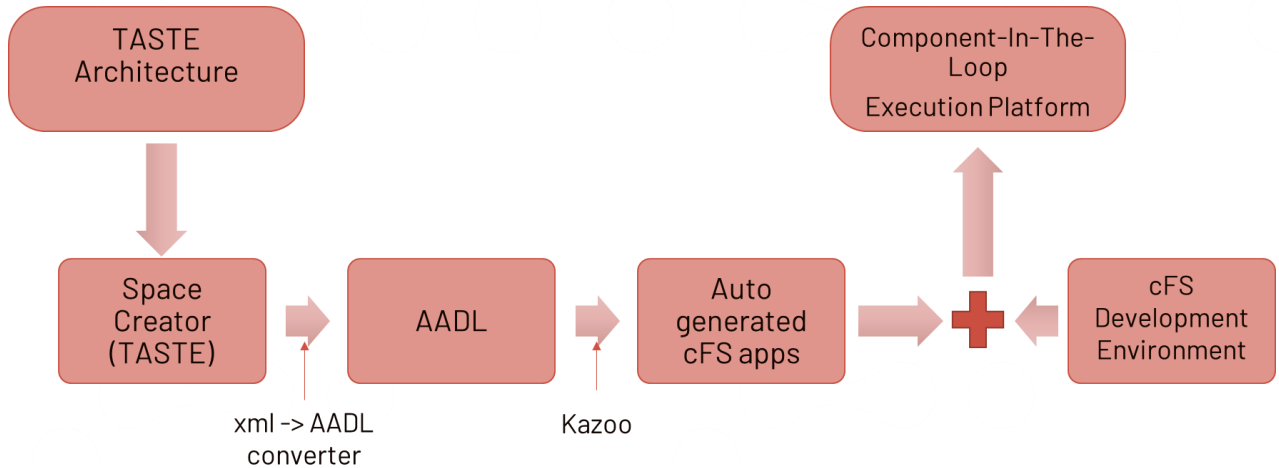 TASTE
Architecture
Component-In-The-
Loop
Execution Platform
Space
Creator
(TASTE)
AADL
Auto
generated
cFS apps
cFS
Development
Environment
xml -> AADL
converter
Kazoo